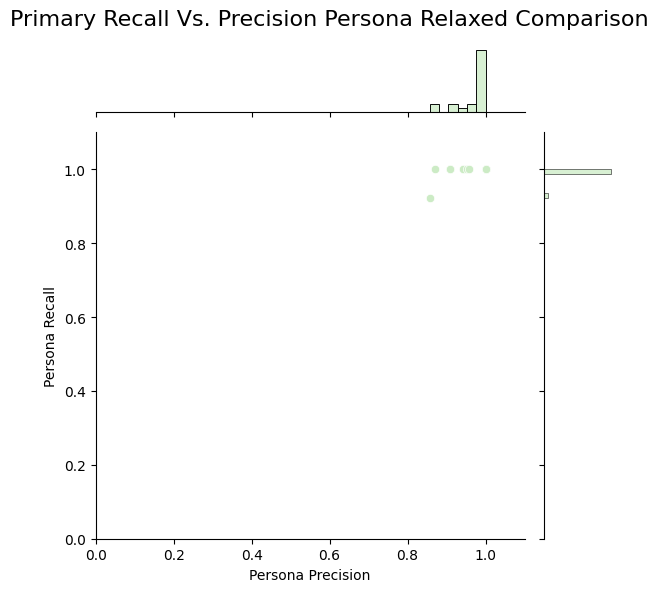 Primary Recall Vs. Precision Persona Relaxed Comparison
1.0
0.8
0.6
0.4
0.2
0.0
Persona Recall
0.0 0.2 0.4 0.6 0.8 1.0
Persona Precision